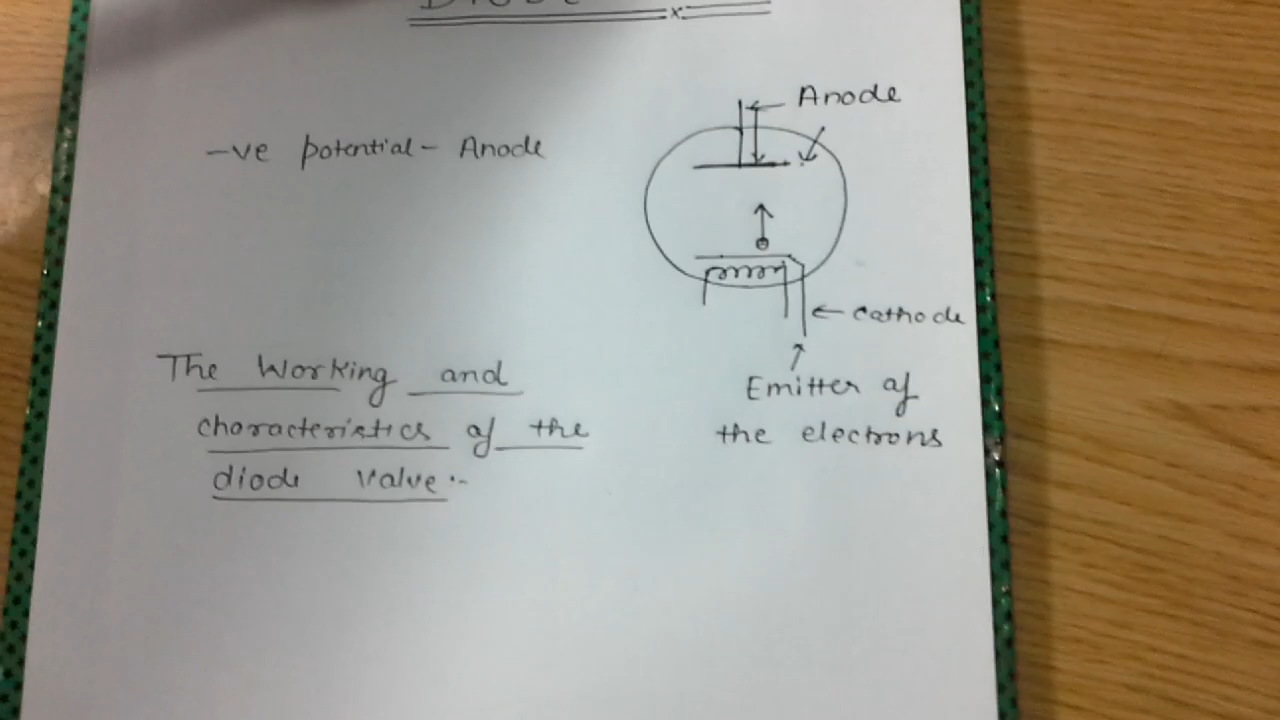 -ve potential - Anode
Anode
Cathode
Emitter of
the electrons
The Working and
characteristics of the
diode valve :-